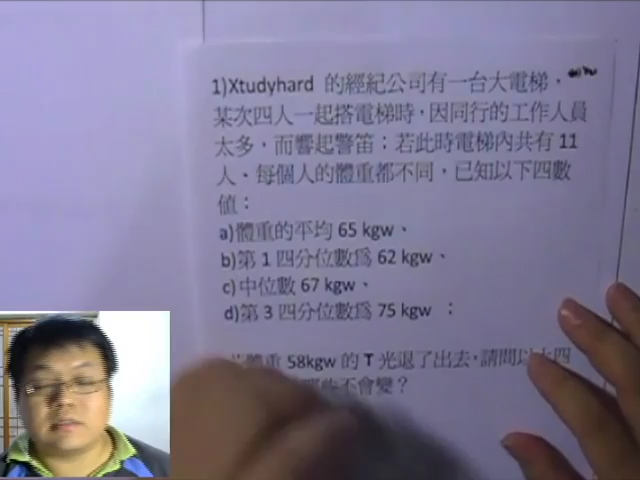 1)Xtudyhard 的經紀公司有一台大電梯，
某次四人一起搭電梯時，因同行的工作人員
太多，而響起警笛；若此時電梯內共有 11
人、每個人的體重都不同，已知以下四數
值：
a)體重的平均 65 kgw、
b)第 1 四分位數爲 62 kgw、
c)中位數 67 kgw、
d)第 3 四分位數爲 75 kgw ；
體重 58kgw 的 T 光退了出去，請問以上四
哪些不會變？